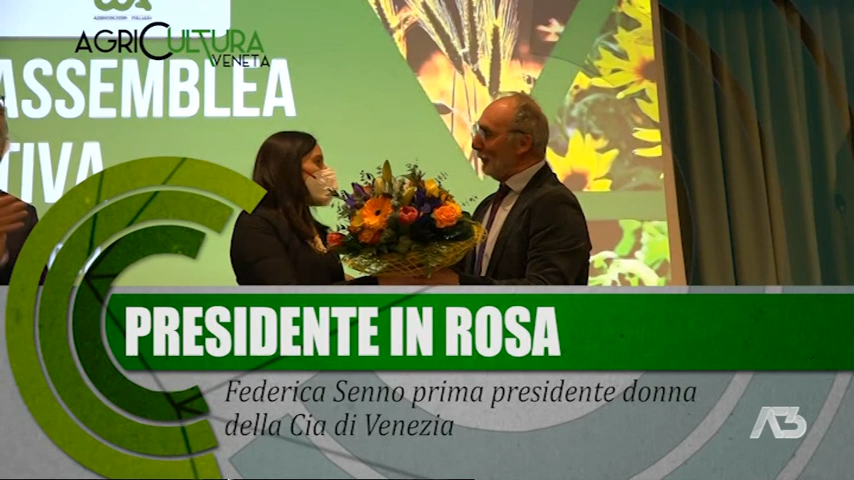 AGRICULTURA
VENETA
ASSEMBLEA
TIVA
PRESIDENTE IN ROSA
Federica Senno prima presidente donna
della Cia di Venezia
A3